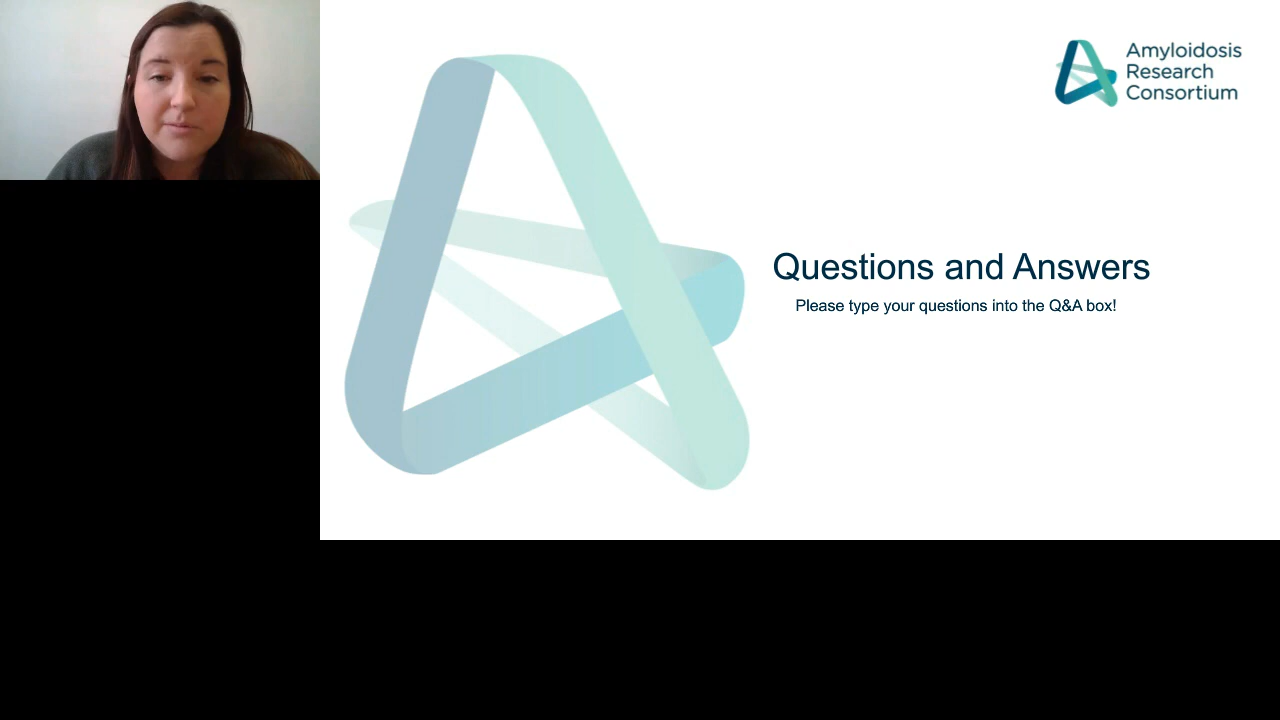 Amyloidosis
Research
Consortium
Questions and Answers
Please type your questions into the Q&A box!